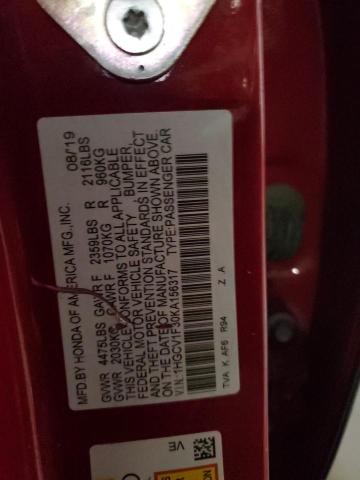 MFD BY HONDA OF AMERICA MFG., INC. 08/19
GVWR 4475LBS GAWR F 2359LBS R 2116LBS
GVWR 2030KG GAWR F 1070KG R 960KG
THIS VEHICLE CONFORMS TO ALL APPLICABLE
FEDERAL MOTOR VEHICLE SAFETY, BUMPER,
AND THEFT PREVENTION STANDARDS IN EFFECT
ON THE DATE OF MANUFACTURE SHOWN ABOVE.
V.I.N.: 1HGCV1F30KA156317 TYPE:PASSENGER CAR
TVA K AF6 R94 Z A